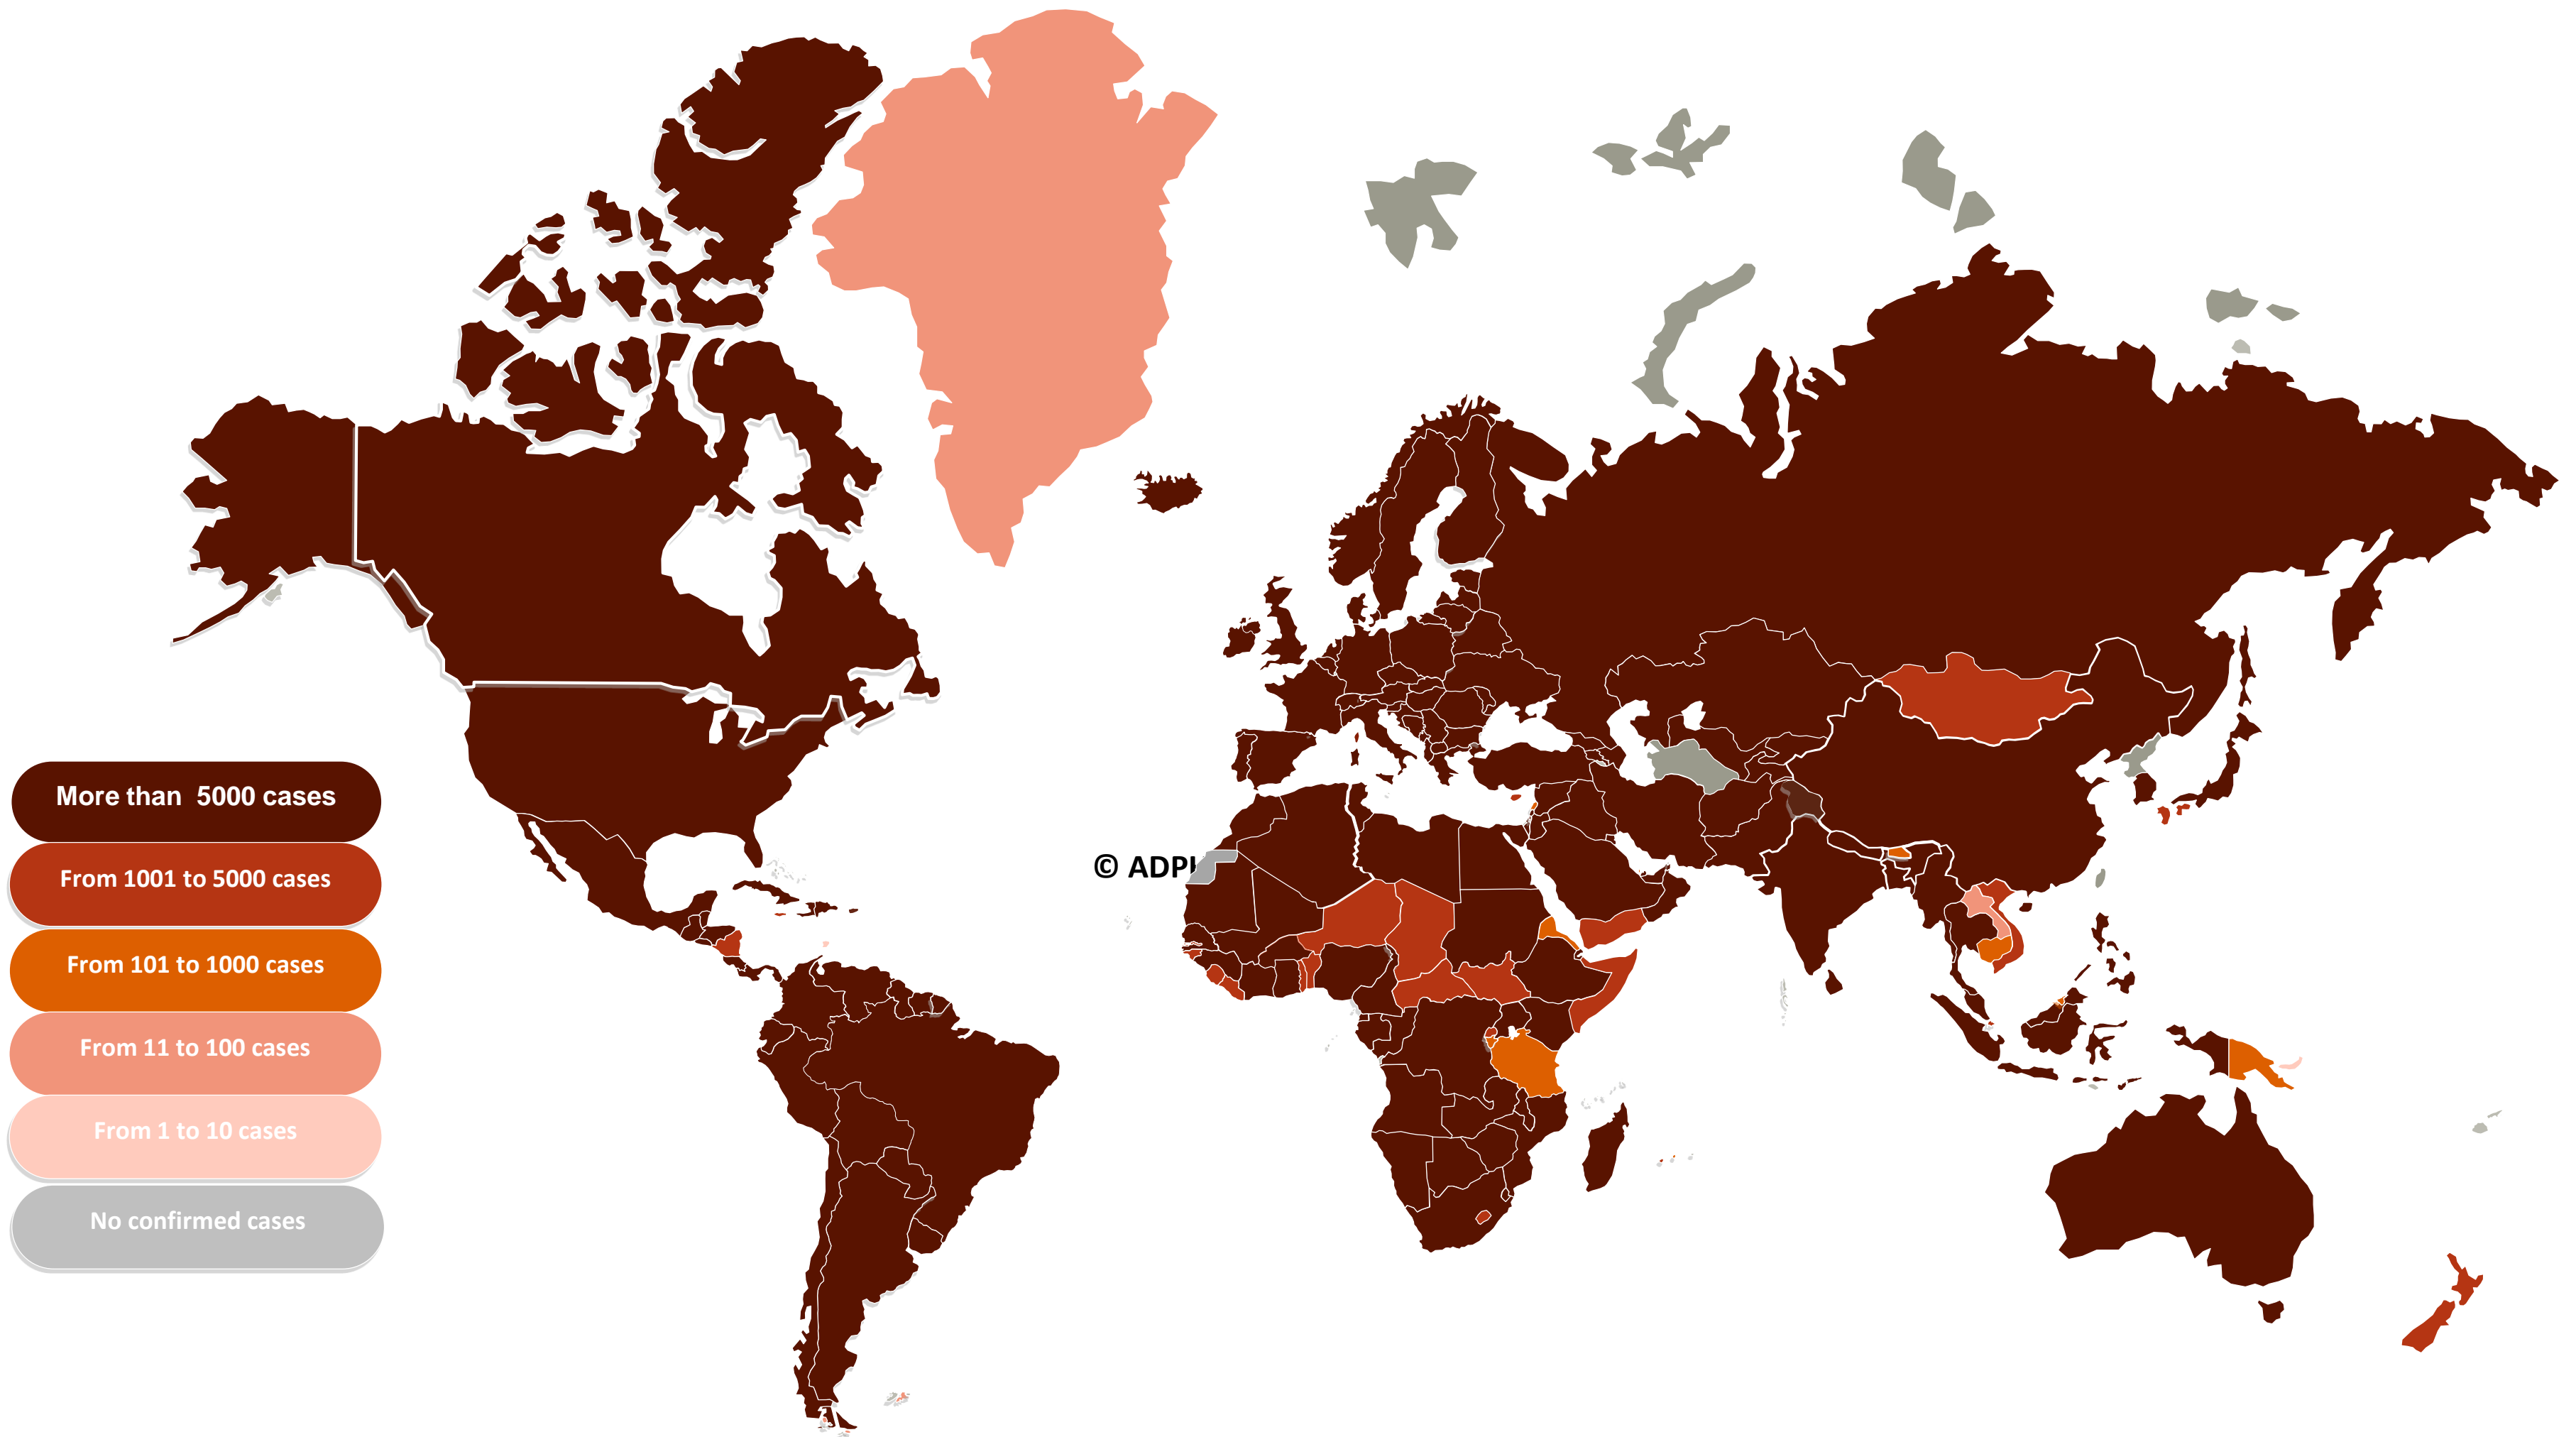 More than 5000 cases
From 1001 to 5000 cases
From 101 to 1000 cases
From 11 to 100 cases
From 1 to 10 cases
No confirmed cases
© ADPH